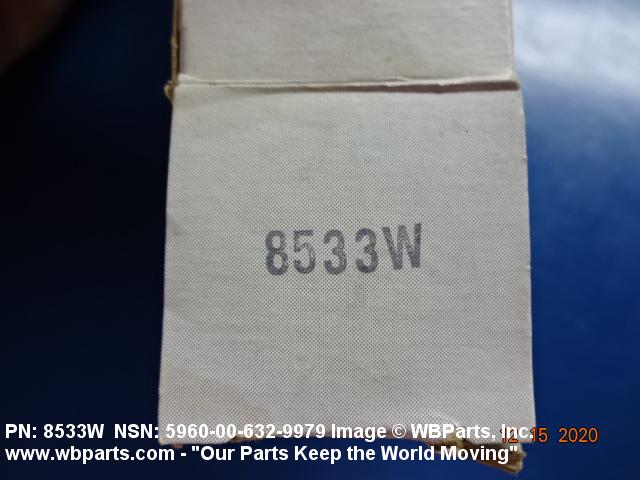 8533W
PN: 8533W NSN: 5960-00-632-9979 Image © WBParts, Inc.
12 15 2020
www.wbparts.com - "Our Parts Keep the World Moving"